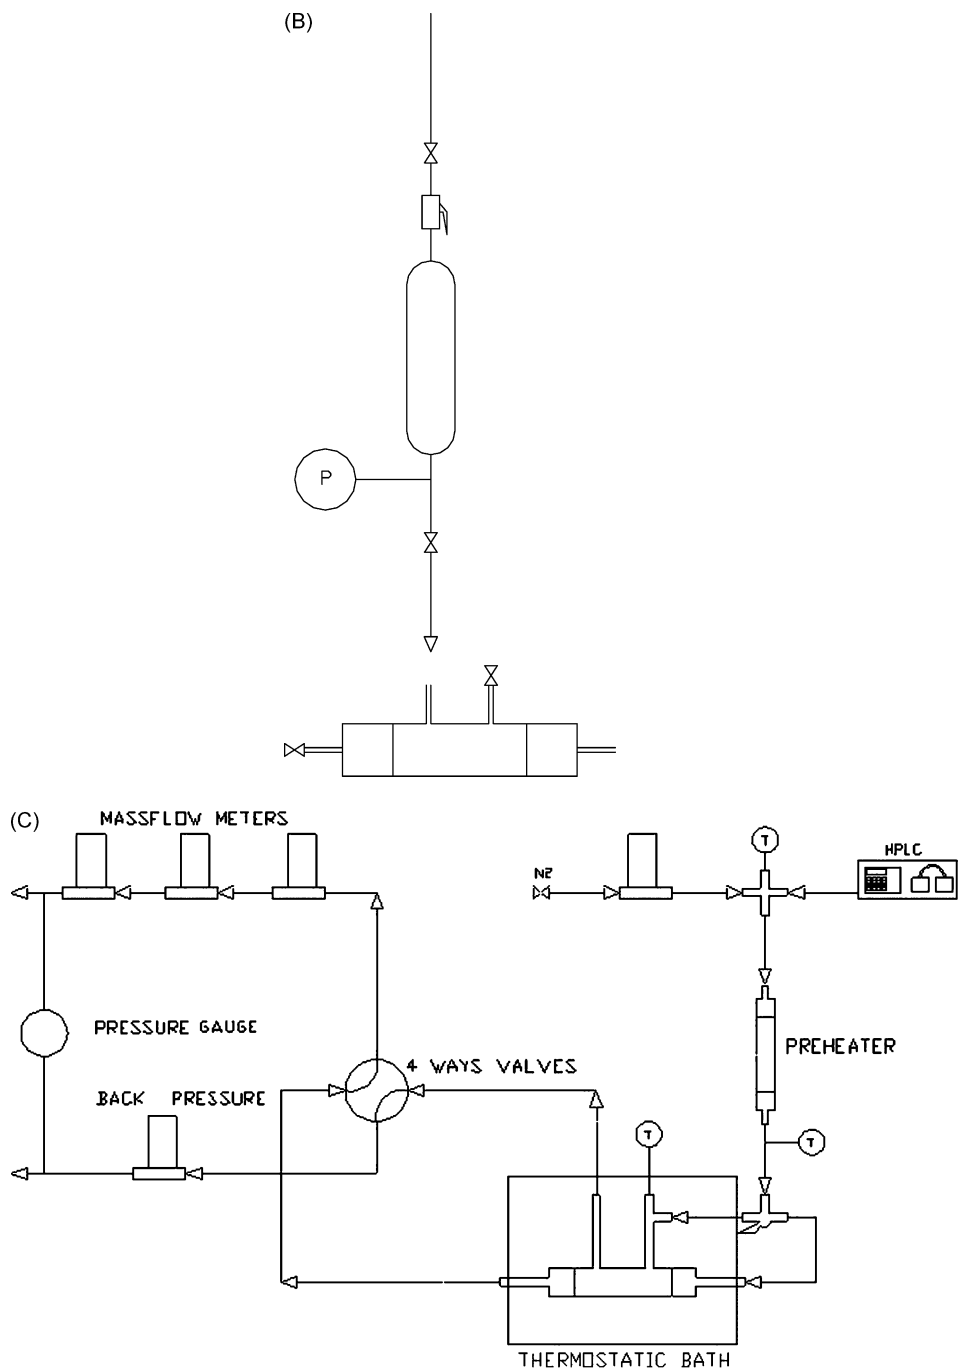 (B)
P
(C)
MASSFLOW METERS
T
HPLC
N2
PRESSURE GAUGE
PREHEATER
4 WAYS VALVES
BACK PRESSURE
T
T
THERMOSTATIC BATH